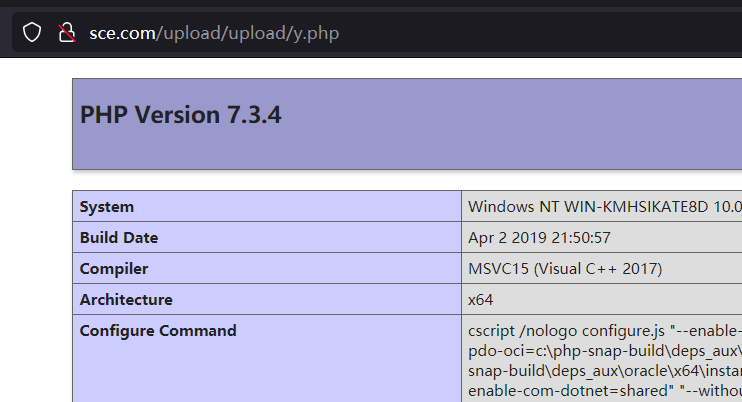 sce.com/upload/upload/y.php
PHP Version 7.3.4
System Windows NT WIN-KMHSIKATE8D 10.0
Build Date Apr 2 2019 21:50:57
Compiler MSVC15 (Visual C++ 2017)
Architecture x64
Configure Command cscript /nologo configure.js "--enable-
pdo-oci=c:\php-snap-build\deps_aux\
snap-build\deps_aux\oracle\x64\instan
enable-com-dotnet=shared" "--withou